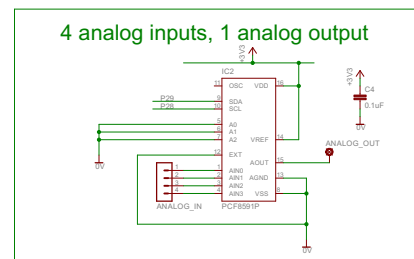 4 analog inputs, 1 analog output
+3V3
IC2
11 OSC VDD 16
P29 9 SDA
P28 10 SCL
5 A0
6 A1
7 A2 VREF 14
12 EXT
AOUT 15
1 1 AIN0 AGND 13
2 2 AIN1
3 3 AIN2 VSS 8
4 4 AIN3
ANALOG_IN
PCF8591P
0V
0V
+3V3
C4
0.1uF
0V
ANALOG_OUT